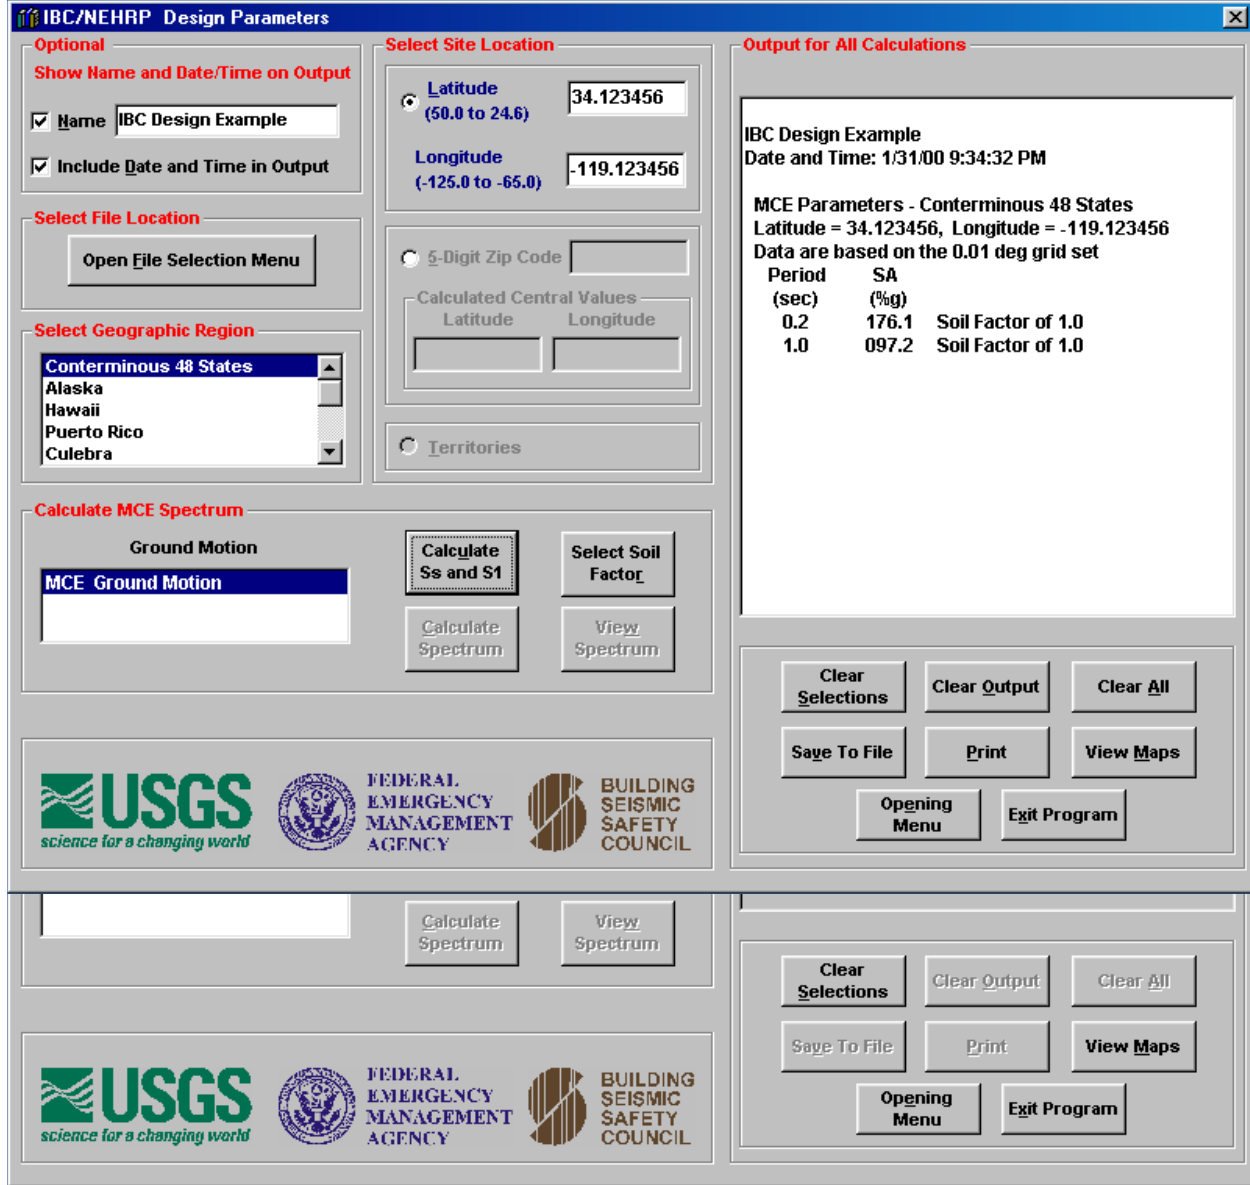 IBC/NEHRP Design Parameters
Optional
Show Name and Date/Time on Output
Name IBC Design Example
Include Date and Time in Output
Select File Location
Open File Selection Menu
Select Geographic Region
Conterminous 48 States
Alaska
Hawaii
Puerto Rico
Culebra
Select Site Location
Latitude
(50.0 to 24.6)
34.123456
Longitude
(-125.0 to -65.0)
-119.123456
5-Digit Zip Code
Calculated Central Values
Latitude Longitude
Territories
Calculate MCE Spectrum
Ground Motion
MCE Ground Motion
Calculate
Ss and S1
Select Soil
Factor
Calculate
Spectrum
View
Spectrum
Output for All Calculations
IBC Design Example
Date and Time: 1/31/00 9:34:32 PM
MCE Parameters - Conterminous 48 States
Latitude = 34.123456, Longitude = -119.123456
Data are based on the 0.01 deg grid set
Period SA
(sec) (%g)
0.2 176.1 Soil Factor of 1.0
1.0 097.2 Soil Factor of 1.0
Clear
Selections
Clear Output
Clear All
Save To File
Print
View Maps
Opening
Menu
Exit Program
USGS
science for a changing world
FEDERAL
EMERGENCY
MANAGEMENT
AGENCY
BUILDING
SEISMIC
SAFETY
COUNCIL
Calculate
Spectrum
View
Spectrum
Clear
Selections
Clear Output
Clear All
Save To File
Print
View Maps
Opening
Menu
Exit Program
USGS
science for a changing world
FEDERAL
EMERGENCY
MANAGEMENT
AGENCY
BUILDING
SEISMIC
SAFETY
COUNCIL